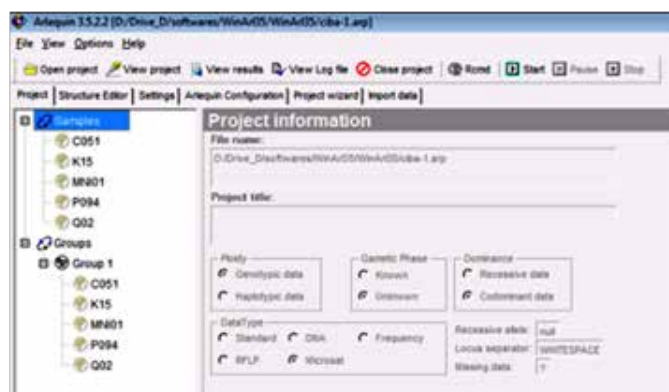 Arlequin 3.5.2.2 [D:/Drive_D/softwares/WinArl35/WinArl35/ciba-1.arp]
File View Options Help
Open project View project View results View Log file Close project Rcmd Start Pause Stop
Project Structure Editor Settings Arlequin Configuration Project wizard Import data
Samples
C051
K15
MNI01
P094
Q02
Groups
Group 1
C051
K15
MNI01
P094
Q02
Project information
File name:
D:/Drive_D/softwares/WinArl35/WinArl35/ciba-1.arp
Project title:
Ploidy
Genotypic data
Haplotypic data
Gametic Phase
Known
Unknown
Dominance
Recessive data
Codominant data
DataType
Standard DNA Frequency
RFLP Microsat
Recessive allele: null
Locus separator: WHITESPACE
Missing data: ?